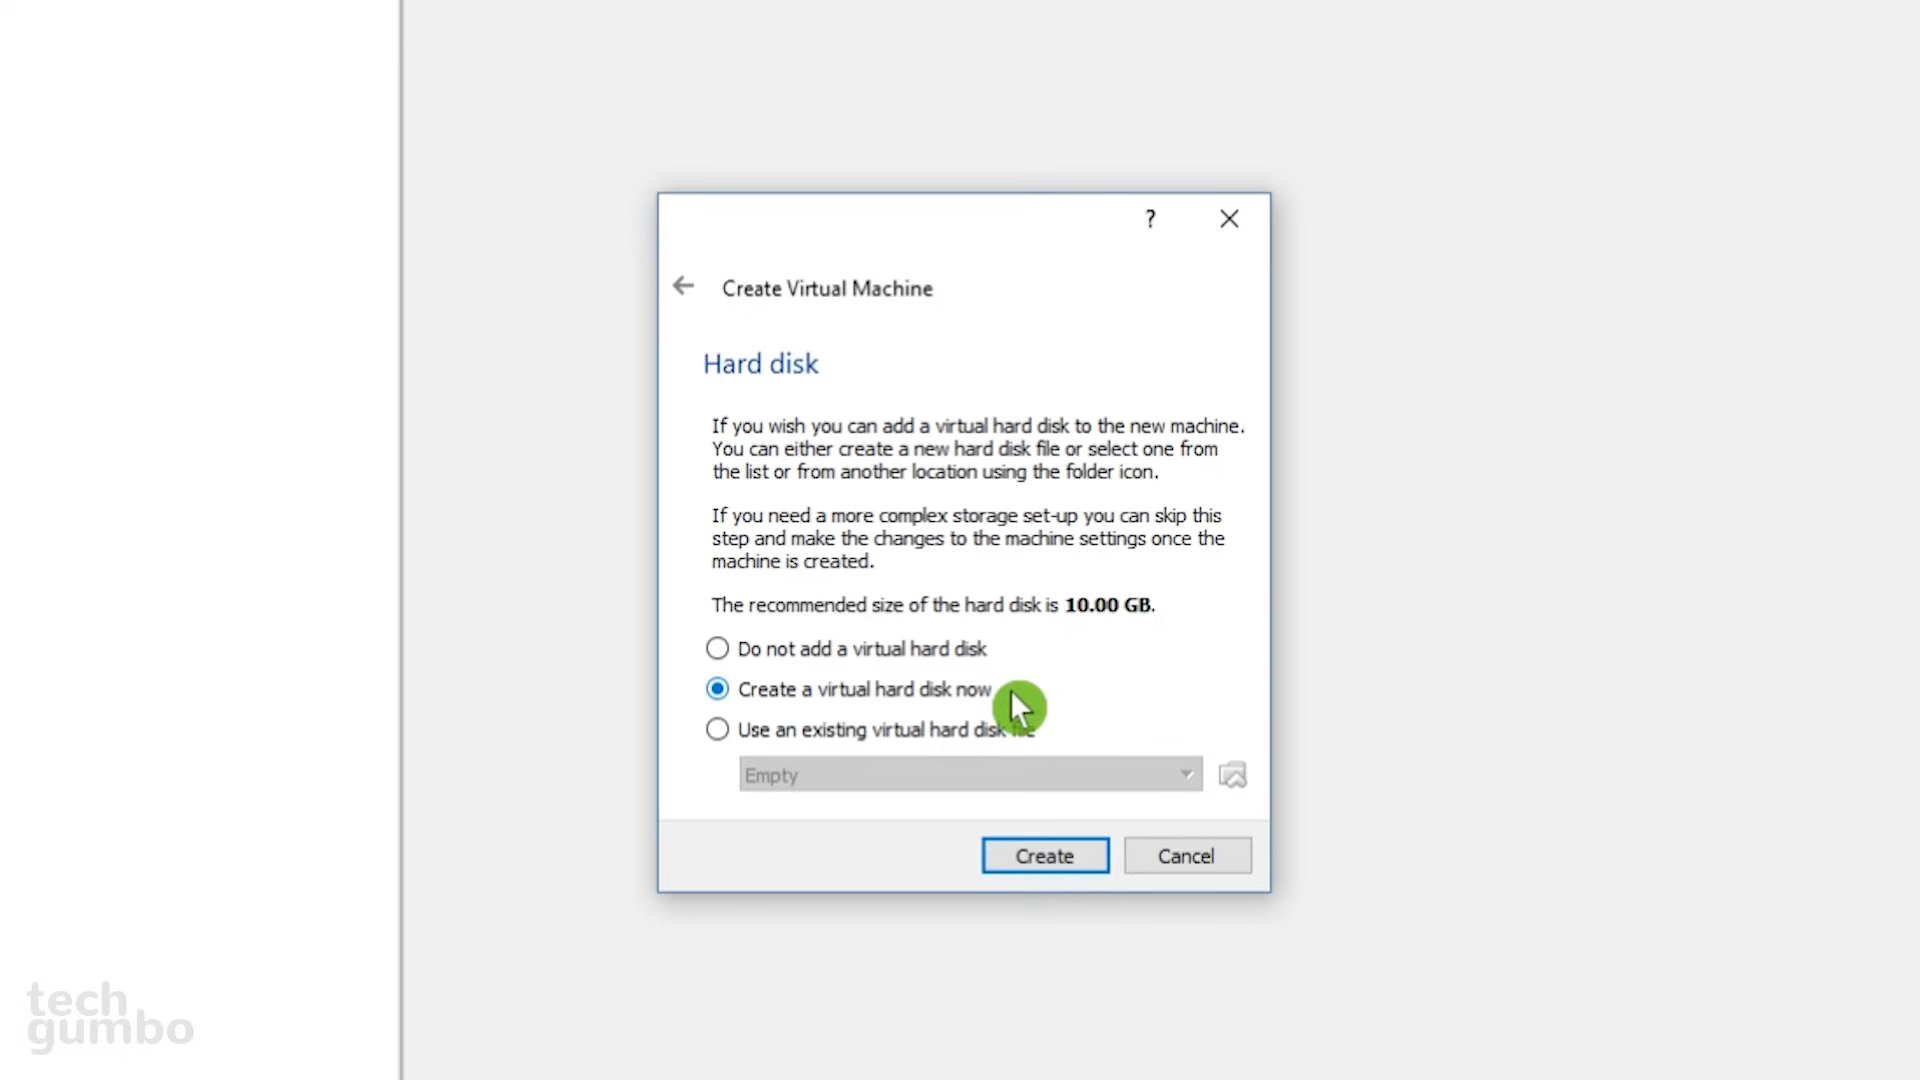 ?
Create Virtual Machine
Hard disk
If you wish you can add a virtual hard disk to the new machine.
You can either create a new hard disk file or select one from
the list or from another location using the folder icon.
If you need a more complex storage set-up you can skip this
step and make the changes to the machine settings once the
machine is created.
The recommended size of the hard disk is 10.00 GB.
Do not add a virtual hard disk
Create a virtual hard disk now
Use an existing virtual hard disk file
Empty
Create Cancel
tech
gumbo